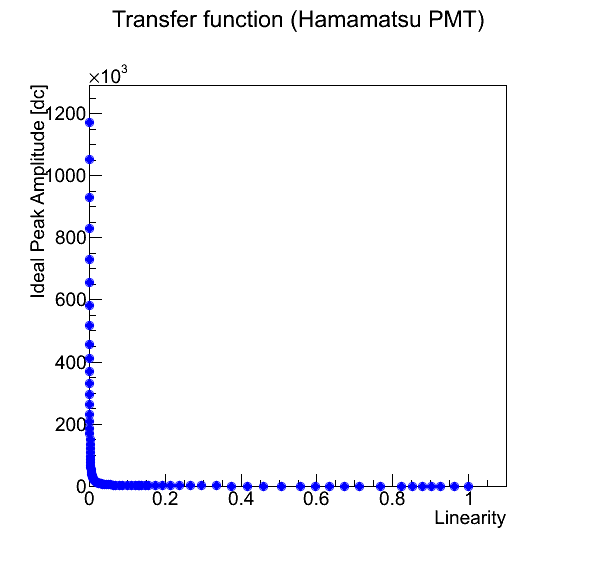 Transfer function (Hamamatsu PMT)
×10³
Ideal Peak Amplitude [dc]
1200
1000
800
600
400
200
0
0 0.2 0.4 0.6 0.8 1
Linearity